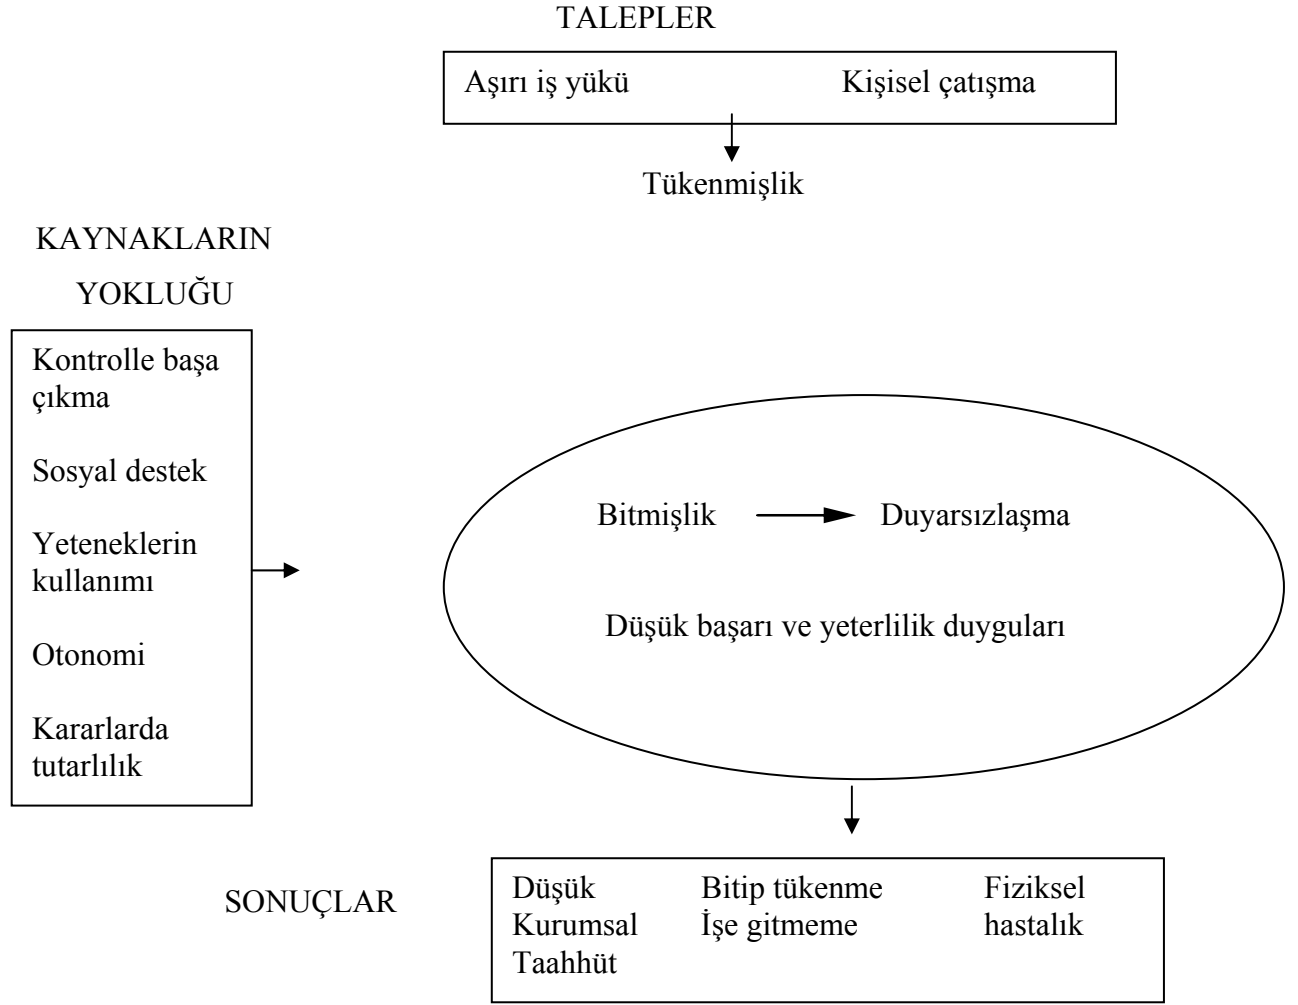 TALEPLER
Aşırı iş yükü Kişisel çatışma
Tükenmişlik
KAYNAKLARIN
YOKLUĞU
Kontrolle başa
çıkma
Sosyal destek
Yeteneklerin
kullanımı
Otonomi
Kararlarda
tutarlılık
Bitmişlik Duyarsızlaşma
Düşük başarı ve yeterlilik duyguları
SONUÇLAR
Düşük Bitip tükenme Fiziksel
Kurumsal İşe gitmeme hastalık
Taahhüt